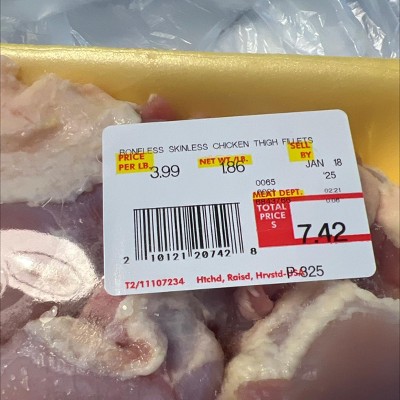 BONELESS SKINLESS CHICKEN THIGH FILLETS
PRICE PER LB. 3.99
NET WT./LB. 1.86
SELL BY JAN 18 '25
0065
MEAT DEPT. 02:21
TOTAL PRICE $ 7.42
2 10121 20742 8
T2/11107234 Htchd, Raisd, Hrvstd-USA
P-325